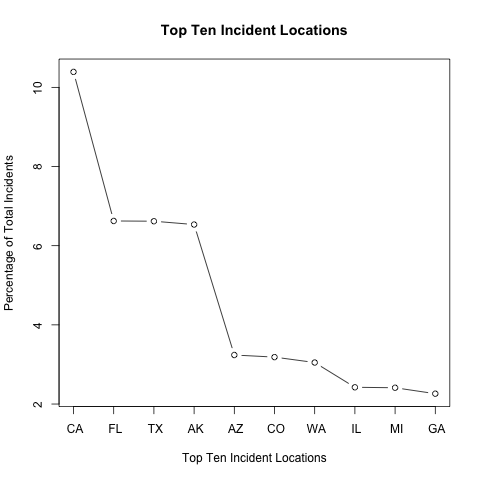 Top Ten Incident Locations
Percentage of Total Incidents
10
8
6
4
2
CA FL TX AK AZ CO WA IL MI GA
Top Ten Incident Locations